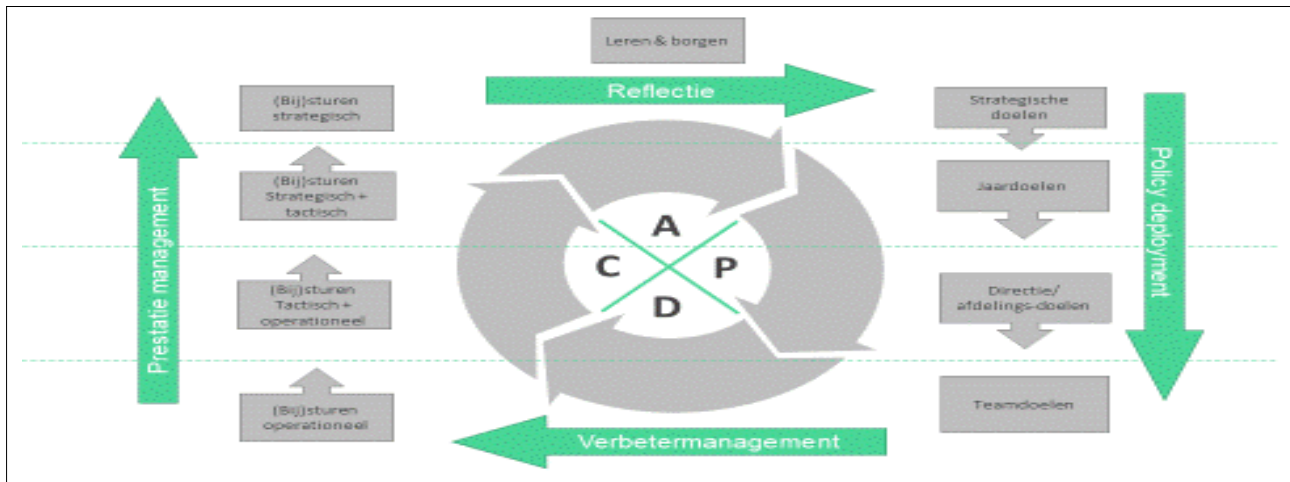 Leren & borgen
Reflectie
(Bij)sturen
strategisch
(Bij)sturen
Strategisch +
tactisch
(Bij)sturen
Tactisch +
operationeel
(Bij)sturen
operationeel
Prestatie management
A
C
P
D
Strategische
doelen
Jaardoelen
Directie/
afdelings-doelen
Teamdoelen
Policy deployment
Verbetermanagement